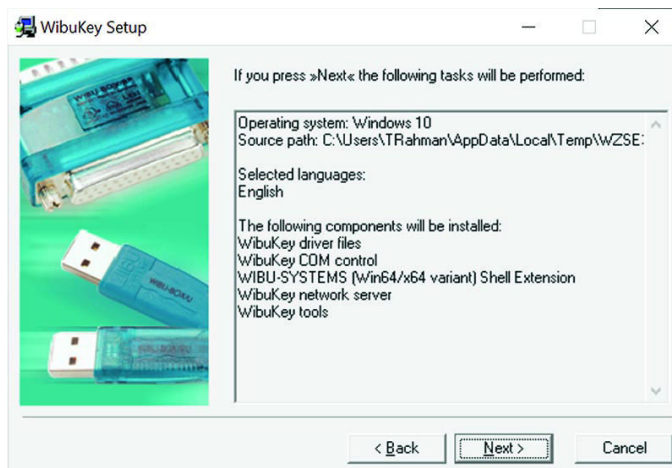 WibuKey Setup
If you press »Next« the following tasks will be performed:
Operating system: Windows 10
Source path: C:\Users\TRahman\AppData\Local\Temp\WZSE:
Selected languages:
English
The following components will be installed:
WibuKey driver files
WibuKey COM control
WIBU-SYSTEMS (Win64/x64 variant) Shell Extension
WibuKey network server
WibuKey tools
WIBU-BOX/U
< Back
Next >
Cancel